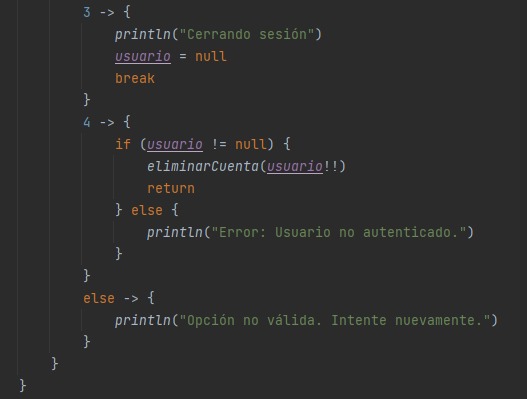 3 -> {
println("Cerrando sesión")
usuario = null
break
}
4 -> {
if (usuario != null) {
eliminarCuenta(usuario!!)
return
} else {
println("Error: Usuario no autenticado.")
}
}
else -> {
println("Opción no válida. Intente nuevamente.")
}
}
}